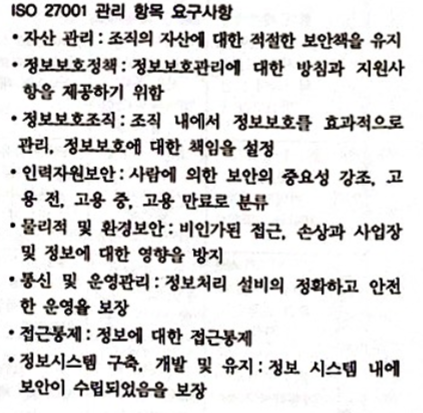 ISO 27001 관리 항목 요구사항
• 자산 관리 : 조직의 자산에 대한 적절한 보안책을 유지
• 정보보호정책 : 정보보호관리에 대한 방침과 지원사
항을 제공하기 위함
• 정보보호조직 : 조직 내에서 정보보호를 효과적으로
관리, 정보보호에 대한 책임을 설정
• 인력자원보안 : 사람에 의한 보안의 중요성 강조, 고
용 전, 고용 중, 고용 만료로 분류
• 물리적 및 환경보안 : 비인가된 접근, 손상과 사업장
및 정보에 대한 영향을 방지
• 통신 및 운영관리 : 정보처리 설비의 정확하고 안전
한 운영을 보장
• 접근통제 : 정보에 대한 접근통제
• 정보시스템 구축, 개발 및 유지 : 정보 시스템 내에
보안이 수립되었음을 보장